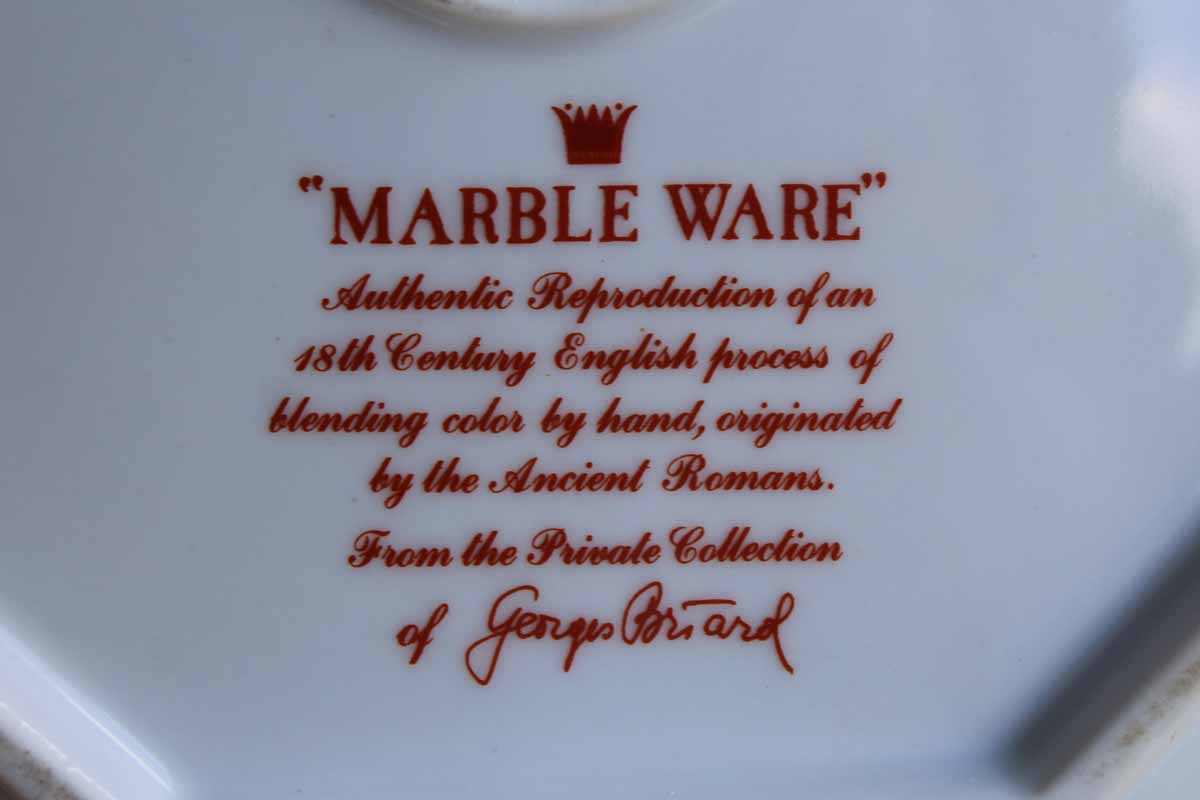 "MARBLE WARE"
Authentic Reproduction of an
18th Century English process of
blending color by hand, originated
by the Ancient Romans.
From the Private Collection
of Georges Briard